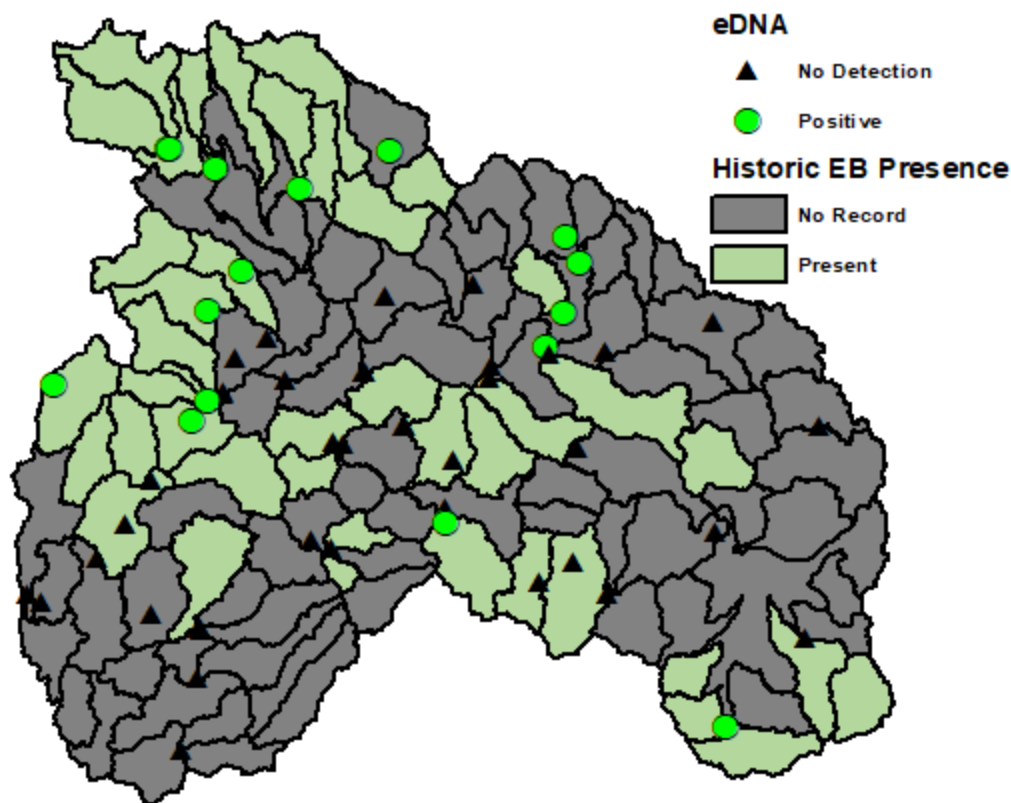 eDNA
No Detection
Positive
Historic EB Presence
No Record
Present